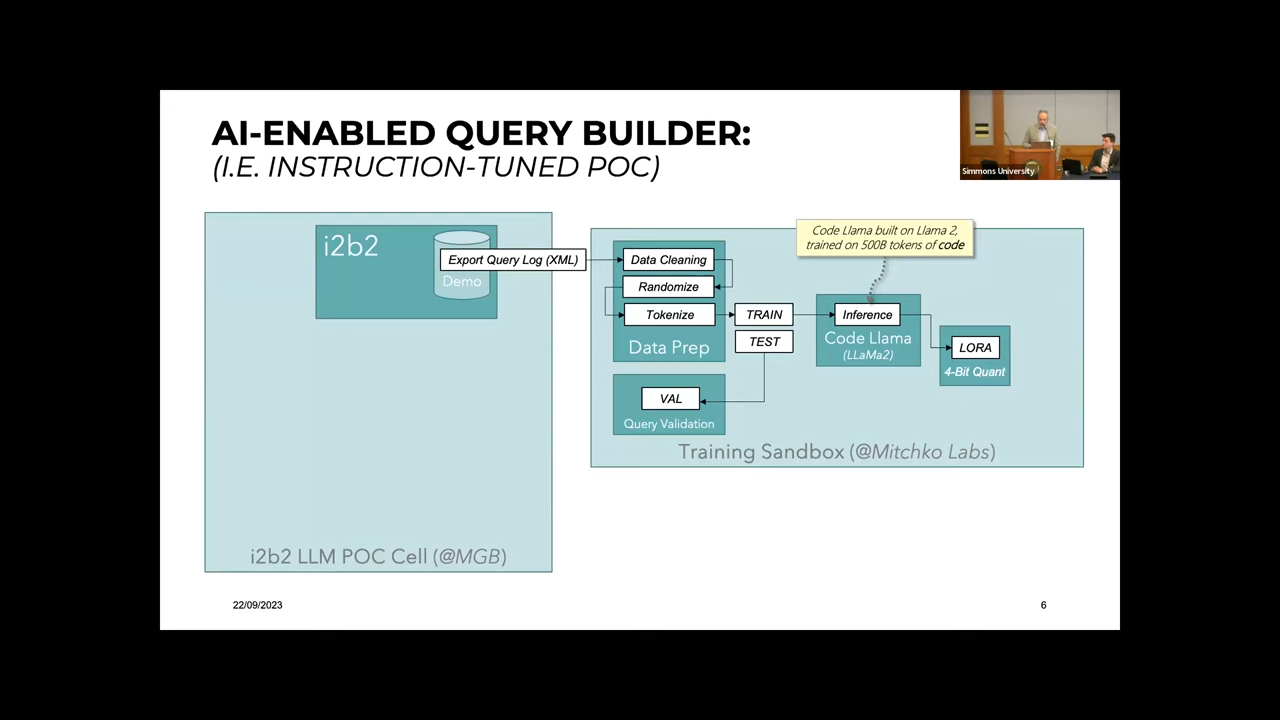 AI-ENABLED QUERY BUILDER:
(I.E. INSTRUCTION-TUNED POC)
Simmons University
i2b2
Demo
Export Query Log (XML)
Data Cleaning
Randomize
Tokenize
Data Prep
TRAIN
TEST
VAL
Query Validation
Code Llama built on Llama 2,
trained on 500B tokens of code
Inference
Code Llama
(LLaMa2)
LORA
4-Bit Quant
Training Sandbox (@Mitchko Labs)
i2b2 LLM POC Cell (@MGB)
22/09/2023
6